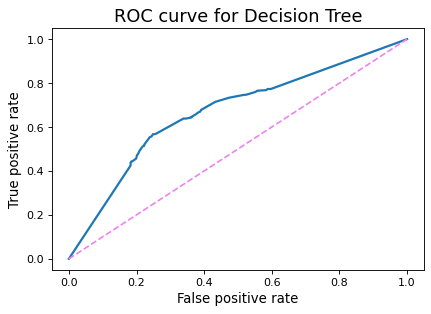 ROC curve for Decision Tree
True positive rate
1.0
0.8
0.6
0.4
0.2
0.0
0.0 0.2 0.4 0.6 0.8 1.0
False positive rate